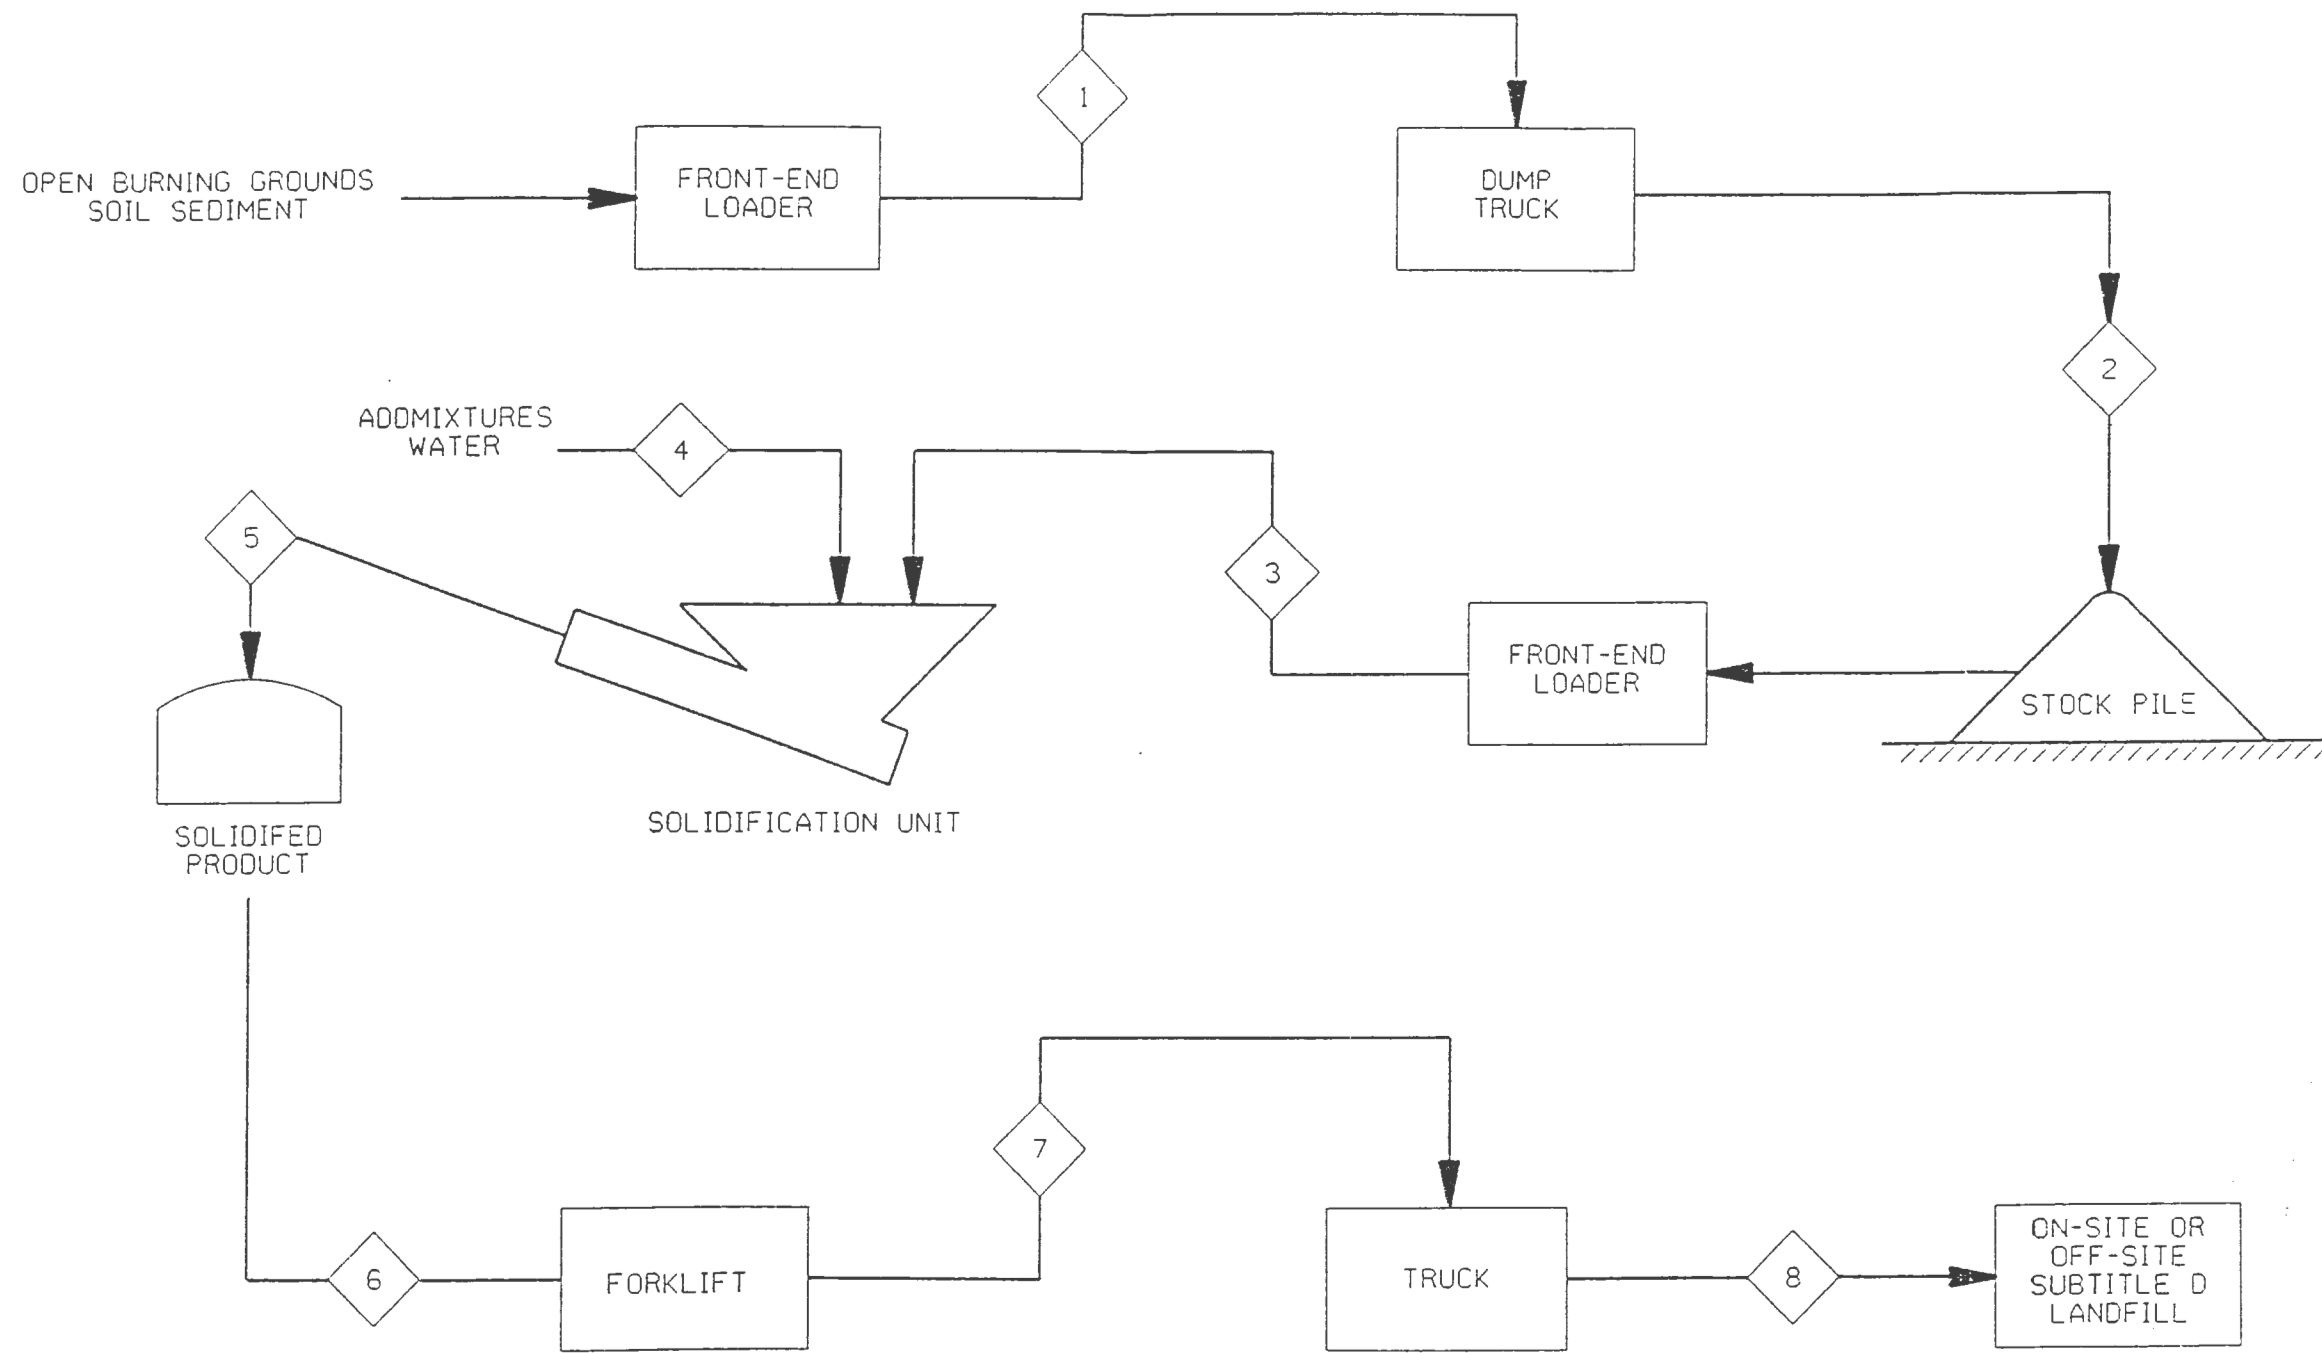 1
OPEN BURNING GROUNDS
SOIL SEDIMENT
FRONT-END
LOADER
DUMP
TRUCK
2
ADDMIXTURES
WATER
4
5
3
FRONT-END
LOADER
STOCK PILE
SOLIDIFICATION UNIT
SOLIDIFED
PRODUCT
7
6
FORKLIFT
TRUCK
8
ON-SITE OR
OFF-SITE
SUBTITLE D
LANDFILL